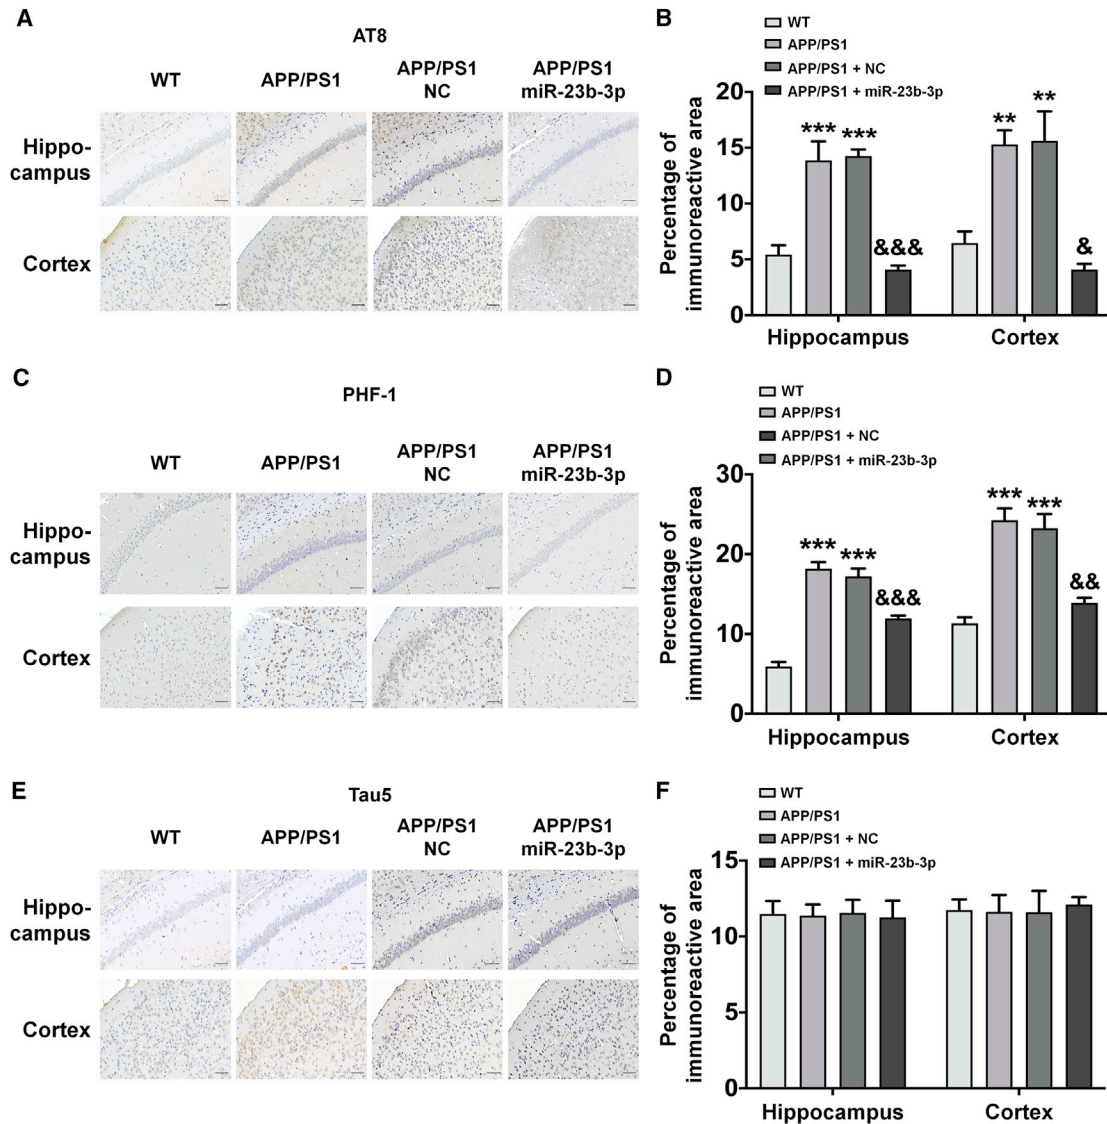 A
AT8
WT APP/PS1 APP/PS1 NC APP/PS1 miR-23b-3p
Hippo-
campus
Cortex
B
WT
APP/PS1
APP/PS1 + NC
APP/PS1 + miR-23b-3p
Percentage of
immunoreactive area
20
15
10
5
0
*** *** &&& ** ** &
Hippocampus Cortex
C
PHF-1
WT APP/PS1 APP/PS1 NC APP/PS1 miR-23b-3p
Hippo-
campus
Cortex
D
WT
APP/PS1
APP/PS1 + NC
APP/PS1 + miR-23b-3p
Percentage of
immunoreactive area
30
20
10
0
*** *** &&& *** *** &&
Hippocampus Cortex
E
Tau5
WT APP/PS1 APP/PS1 NC APP/PS1 miR-23b-3p
Hippo-
campus
Cortex
F
WT
APP/PS1
APP/PS1 + NC
APP/PS1 + miR-23b-3p
Percentage of
immunoreactive area
15
10
5
0
Hippocampus Cortex